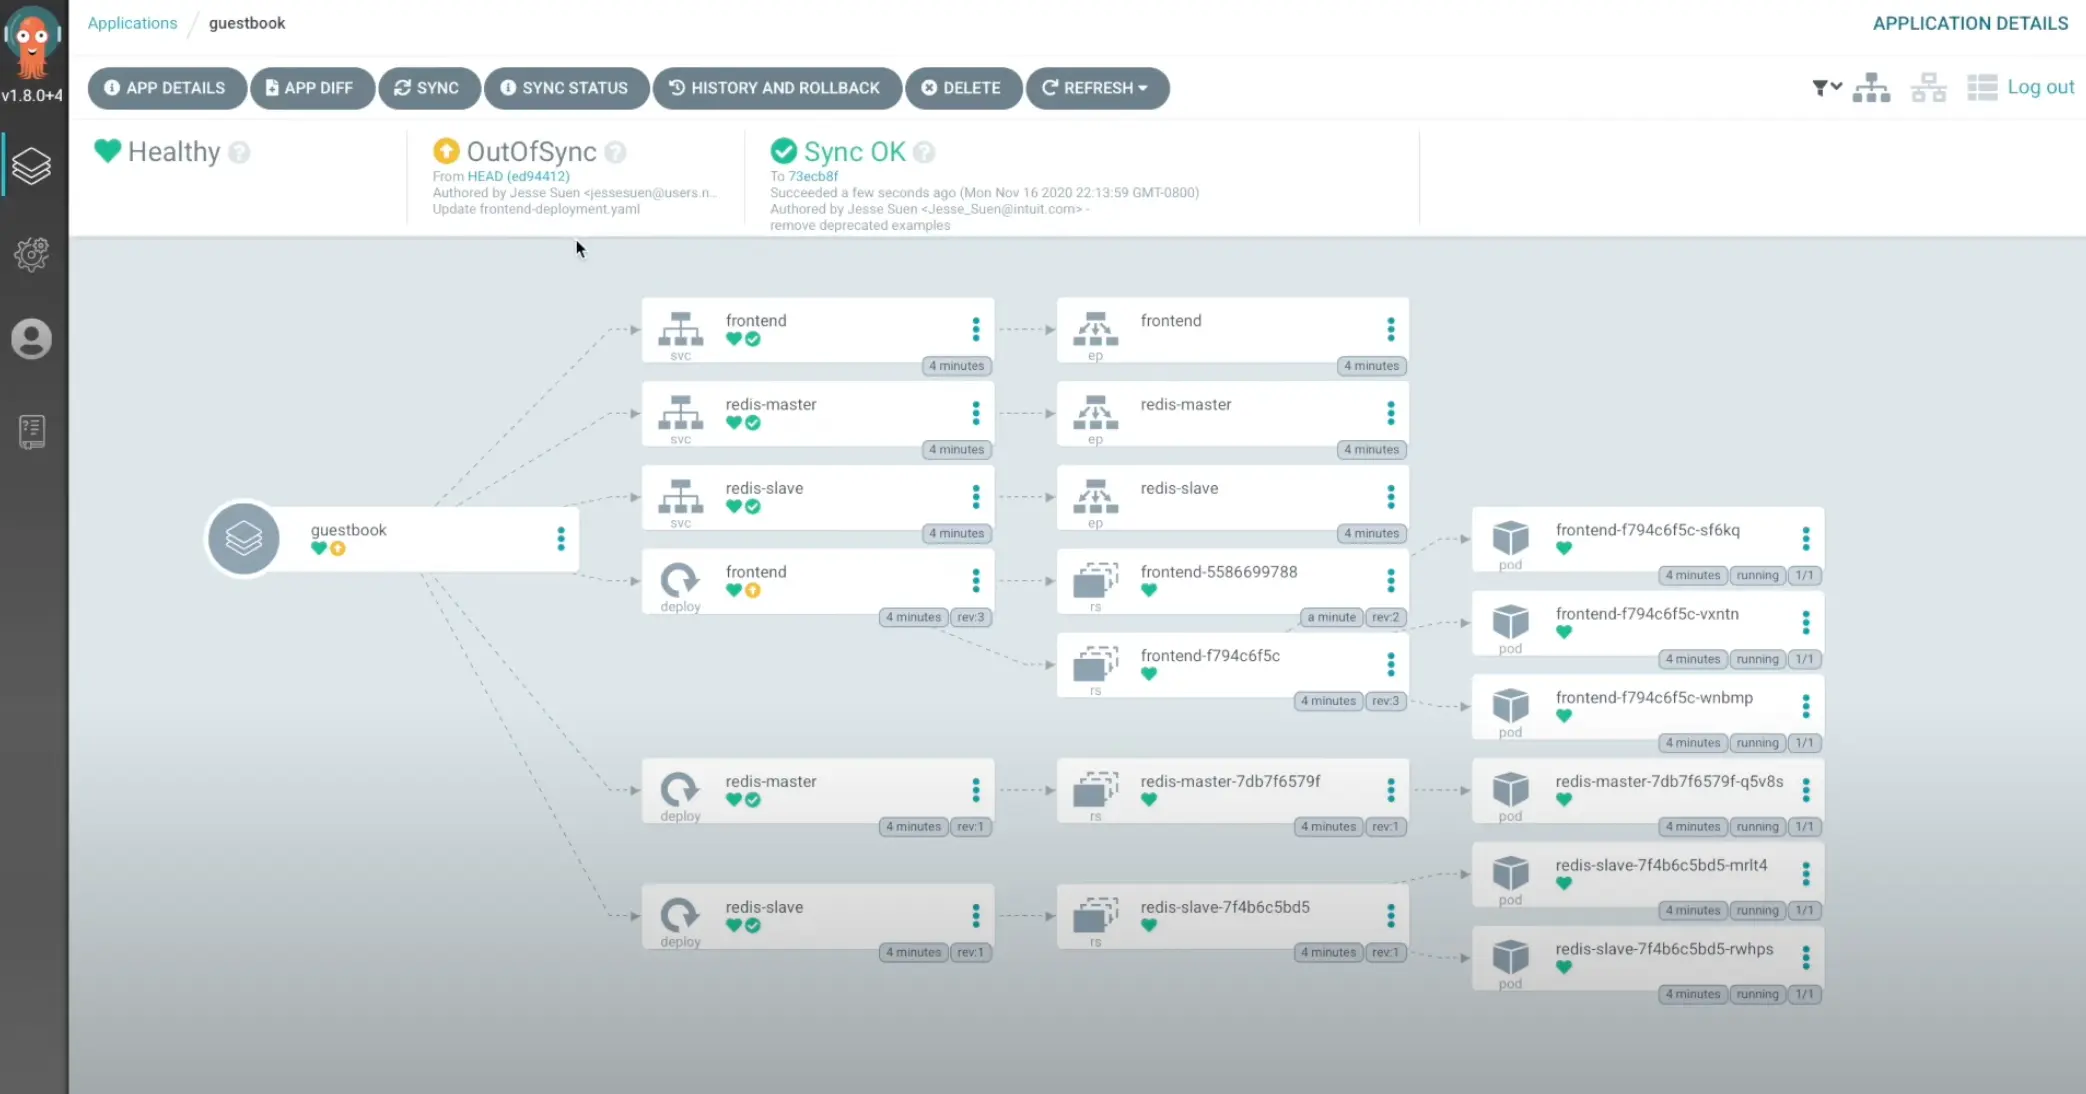 Applications / guestbook
APPLICATION DETAILS
v1.8.0+4
APP DETAILS
APP DIFF
SYNC
SYNC STATUS
HISTORY AND ROLLBACK
DELETE
REFRESH
Log out
Healthy
OutOfSync
From HEAD (ed94412)
Authored by Jesse Suen <jessesuen@users.n...
Update frontend-deployment.yaml
Sync OK
To 73ecb8f
Succeeded a few seconds ago (Mon Nov 16 2020 22:13:59 GMT-0800)
Authored by Jesse Suen <Jesse_Suen@intuit.com> -
remove deprecated examples
guestbook
frontend
svc
4 minutes
redis-master
svc
4 minutes
redis-slave
svc
4 minutes
frontend
deploy
4 minutes rev:3
redis-master
deploy
4 minutes rev:1
redis-slave
deploy
4 minutes rev:1
frontend
ep
4 minutes
redis-master
ep
4 minutes
redis-slave
ep
4 minutes
frontend-5586699788
rs
a minute rev:2
frontend-f794c6f5c
rs
4 minutes rev:3
redis-master-7db7f6579f
rs
4 minutes rev:1
redis-slave-7f4b6c5bd5
rs
4 minutes rev:1
frontend-f794c6f5c-sf6kq
pod
4 minutes running 1/1
frontend-f794c6f5c-vxntn
pod
4 minutes running 1/1
frontend-f794c6f5c-wnbmp
pod
4 minutes running 1/1
redis-master-7db7f6579f-q5v8s
pod
4 minutes running 1/1
redis-slave-7f4b6c5bd5-mrlt4
pod
4 minutes running 1/1
redis-slave-7f4b6c5bd5-rwhps
pod
4 minutes running 1/1